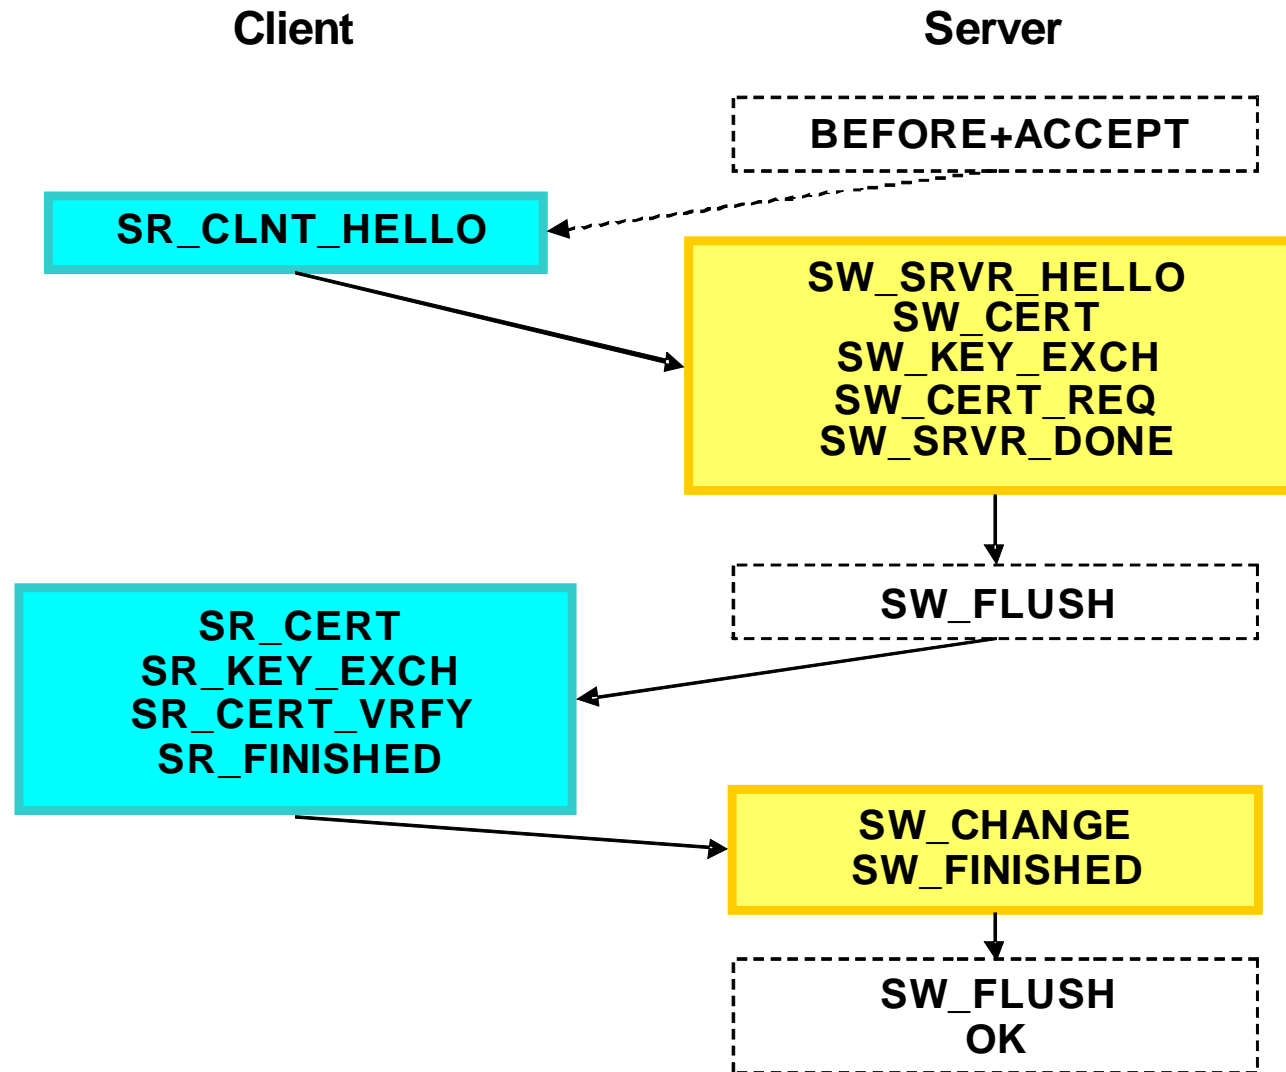 Client
Server
BEFORE+ACCEPT
SR_CLNT_HELLO
SW_SRVR_HELLO
SW_CERT
SW_KEY_EXCH
SW_CERT_REQ
SW_SRVR_DONE
SW_FLUSH
SR_CERT
SR_KEY_EXCH
SR_CERT_VRFY
SR_FINISHED
SW_CHANGE
SW_FINISHED
SW_FLUSH
OK